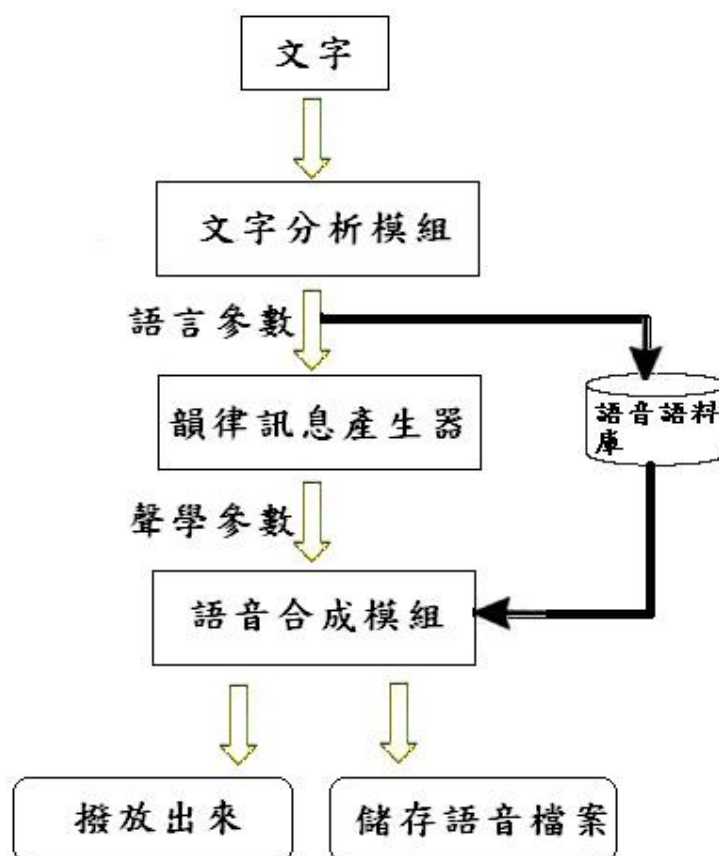 文字
文字分析模組
語言參數
韻律訊息產生器
語音語料
庫
聲學參數
語音合成模組
撥放出來
儲存語音檔案